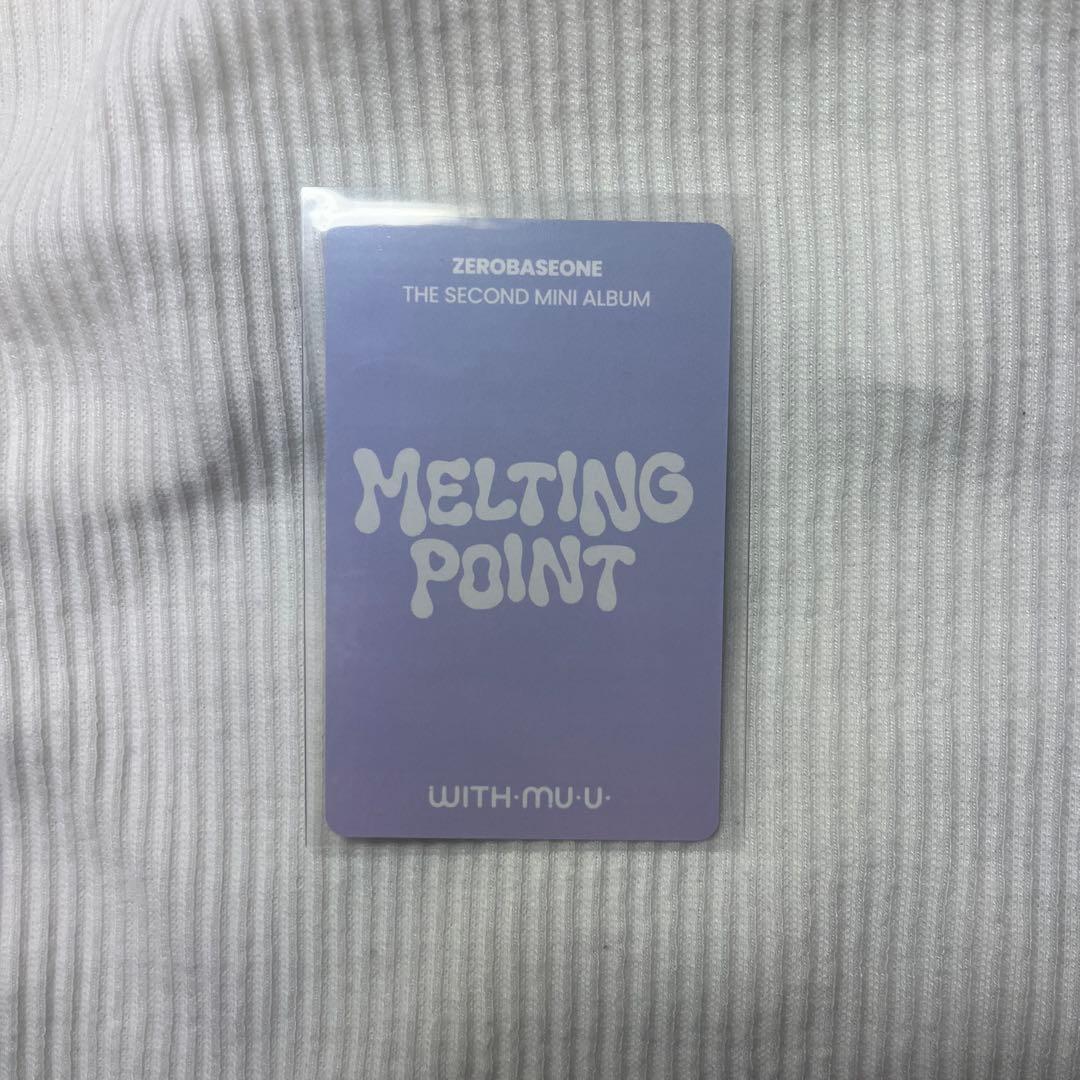 ZEROBASEONE
THE SECOND MINI ALBUM
MELTING
POINT
WITH·MU·U·